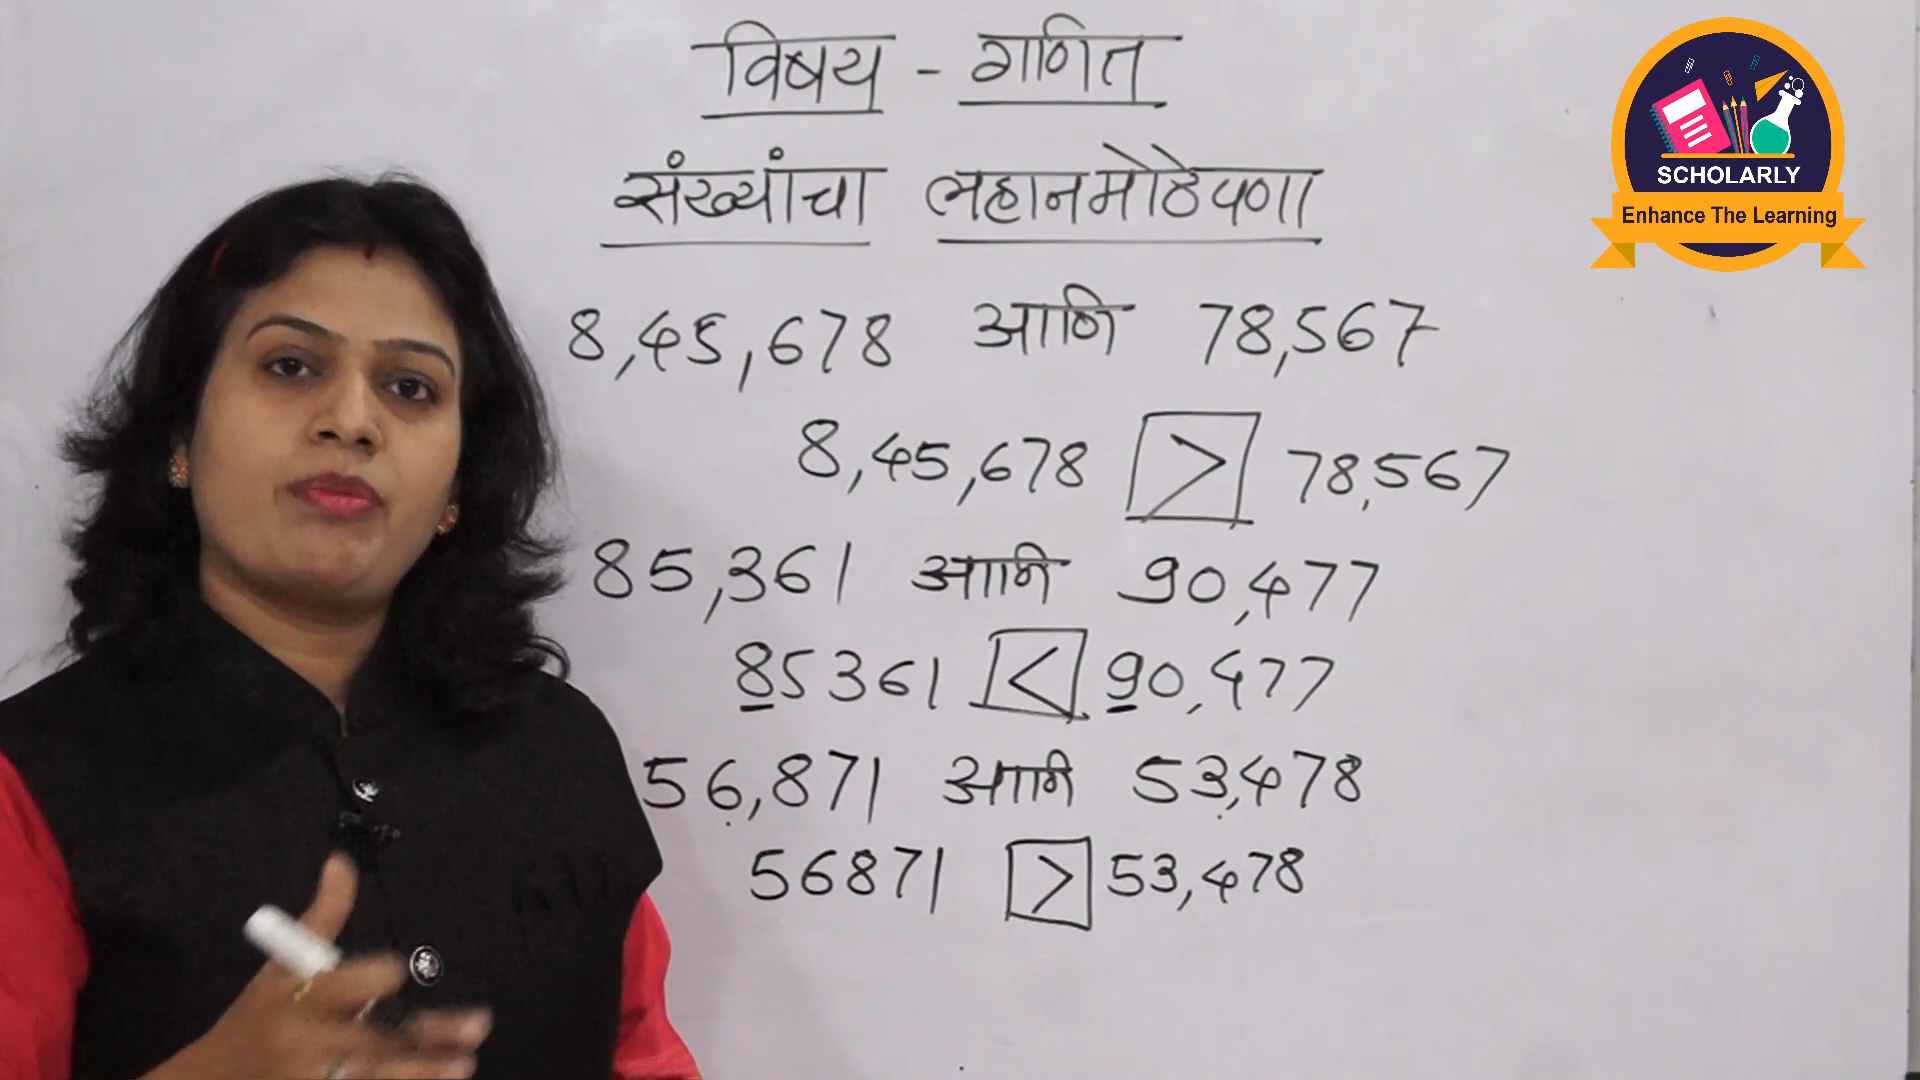 विषय - गणित
संख्यांचा लहानमोठेपणा
8,45,678 आणि 78,567
8,45,678 > 78,567
85,361 आणि 90,477
85361 < 90,477
56,871 आणि 53,478
56871 > 53,478
SCHOLARLY
Enhance The Learning